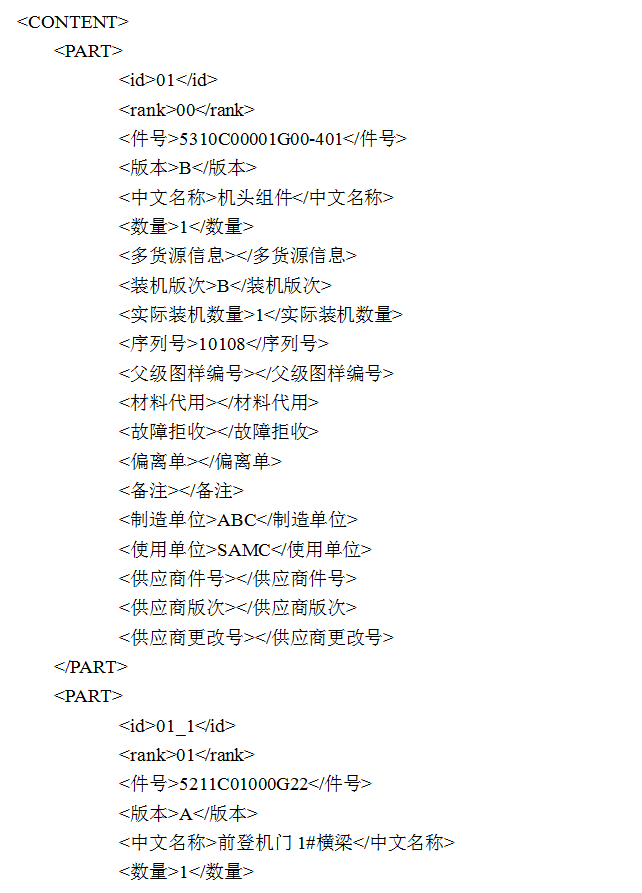 <CONTENT>
<PART>
<id>01</id>
<rank>00</rank>
<件号>5310C00001G00-401</件号>
<版本>B</版本>
<中文名称>机头组件</中文名称>
<数量>1</数量>
<多货源信息></多货源信息>
<装机版次>B</装机版次>
<实际装机数量>1</实际装机数量>
<序列号>10108</序列号>
<父级图样编号></父级图样编号>
<材料代用></材料代用>
<故障拒收></故障拒收>
<偏离单></偏离单>
<备注></备注>
<制造单位>ABC</制造单位>
<使用单位>SAMC</使用单位>
<供应商件号></供应商件号>
<供应商版次></供应商版次>
<供应商更改号></供应商更改号>
</PART>
<PART>
<id>01_1</id>
<rank>01</rank>
<件号>5211C01000G22</件号>
<版本>A</版本>
<中文名称>前登机门 1#横梁</中文名称>
<数量>1</数量>